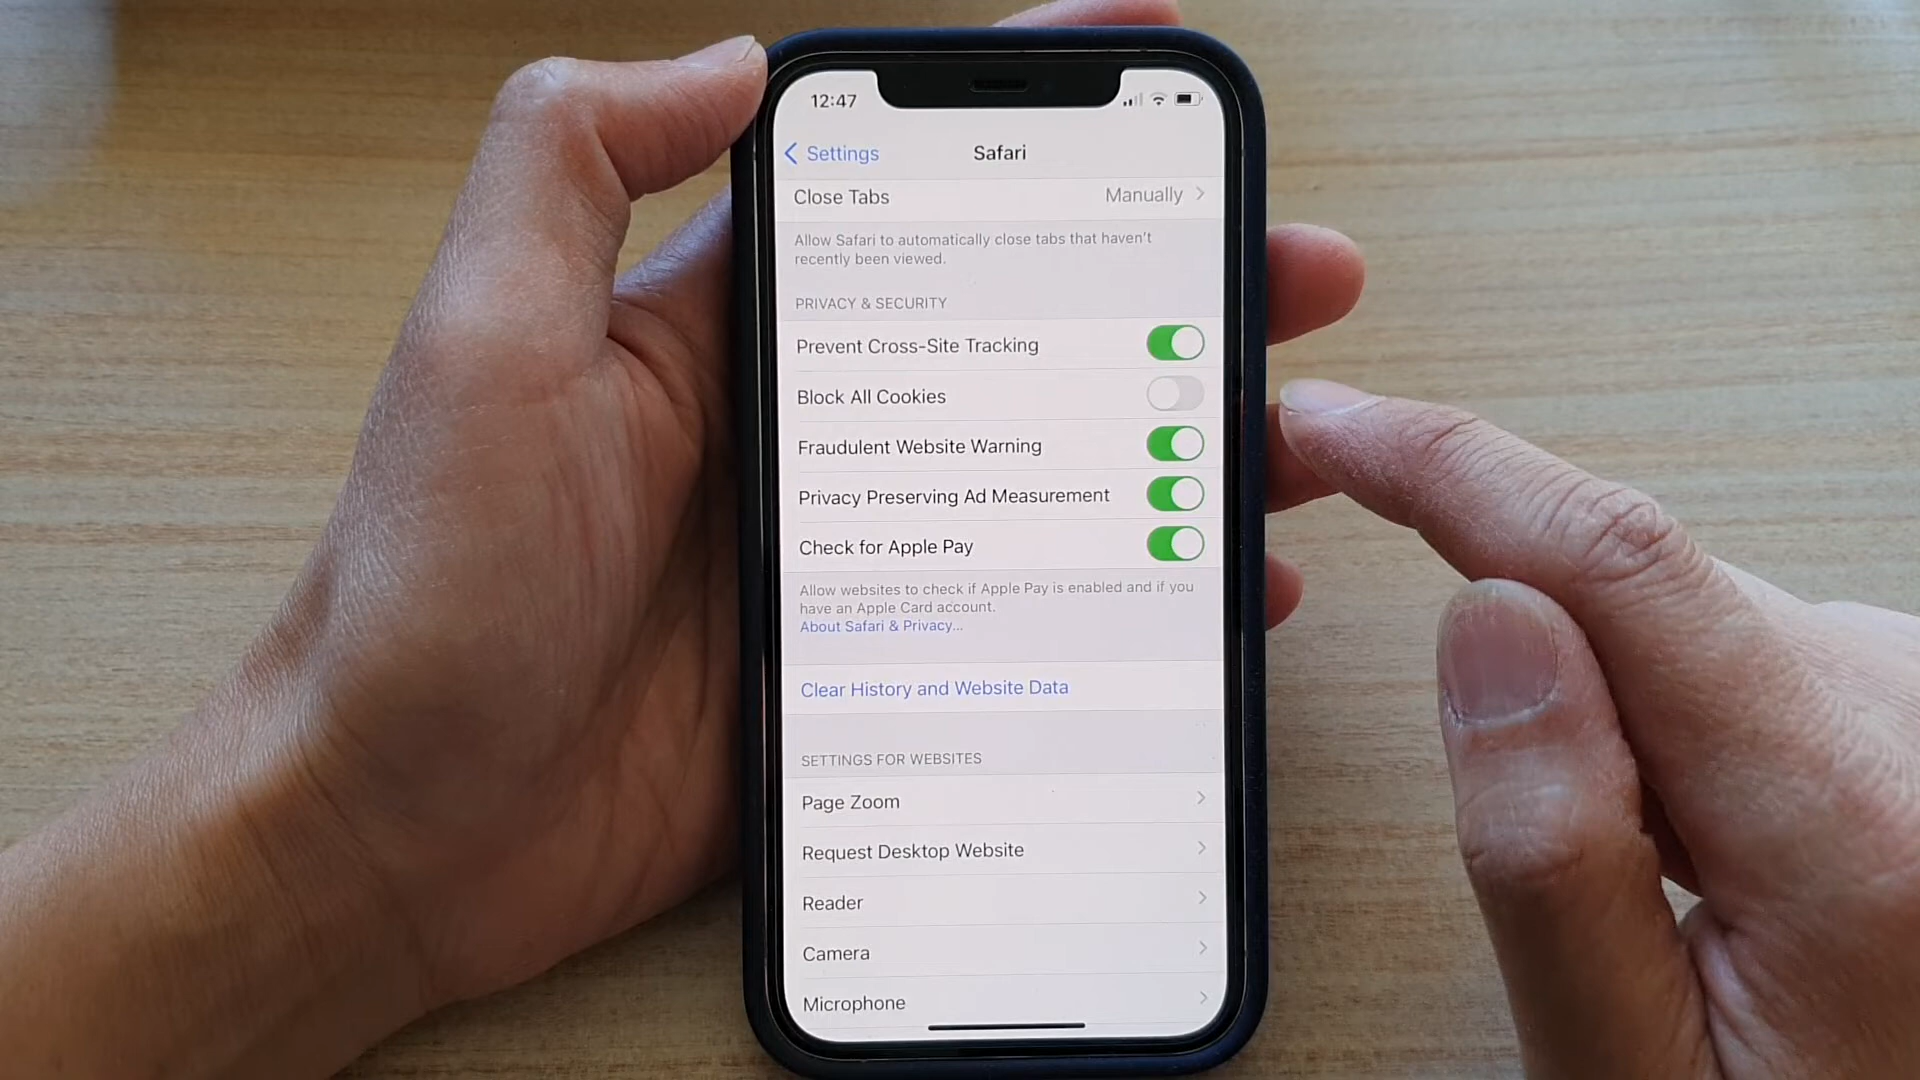 12:47
Settings
Safari
Close Tabs
Manually
Allow Safari to automatically close tabs that haven't
recently been viewed.
PRIVACY & SECURITY
Prevent Cross-Site Tracking
Block All Cookies
Fraudulent Website Warning
Privacy Preserving Ad Measurement
Check for Apple Pay
Allow websites to check if Apple Pay is enabled and if you
have an Apple Card account.
About Safari & Privacy...
Clear History and Website Data
SETTINGS FOR WEBSITES
Page Zoom
Request Desktop Website
Reader
Camera
Microphone